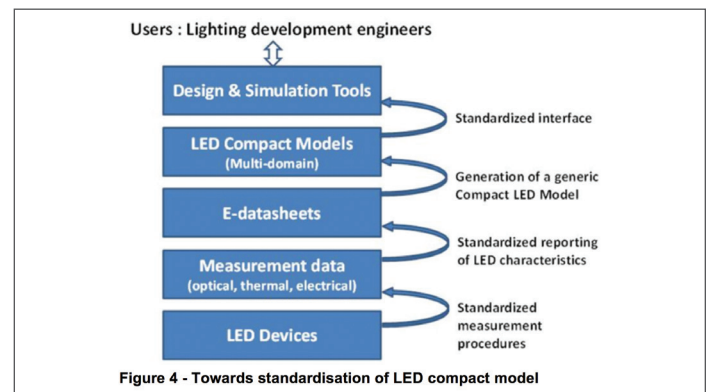 Users : Lighting development engineers
Design & Simulation Tools
Standardized interface
LED Compact Models
(Multi-domain)
Generation of a generic
Compact LED Model
E-datasheets
Standardized reporting
of LED characteristics
Measurement data
(optical, thermal, electrical)
Standardized
measurement
procedures
LED Devices
Figure 4 - Towards standardisation of LED compact model